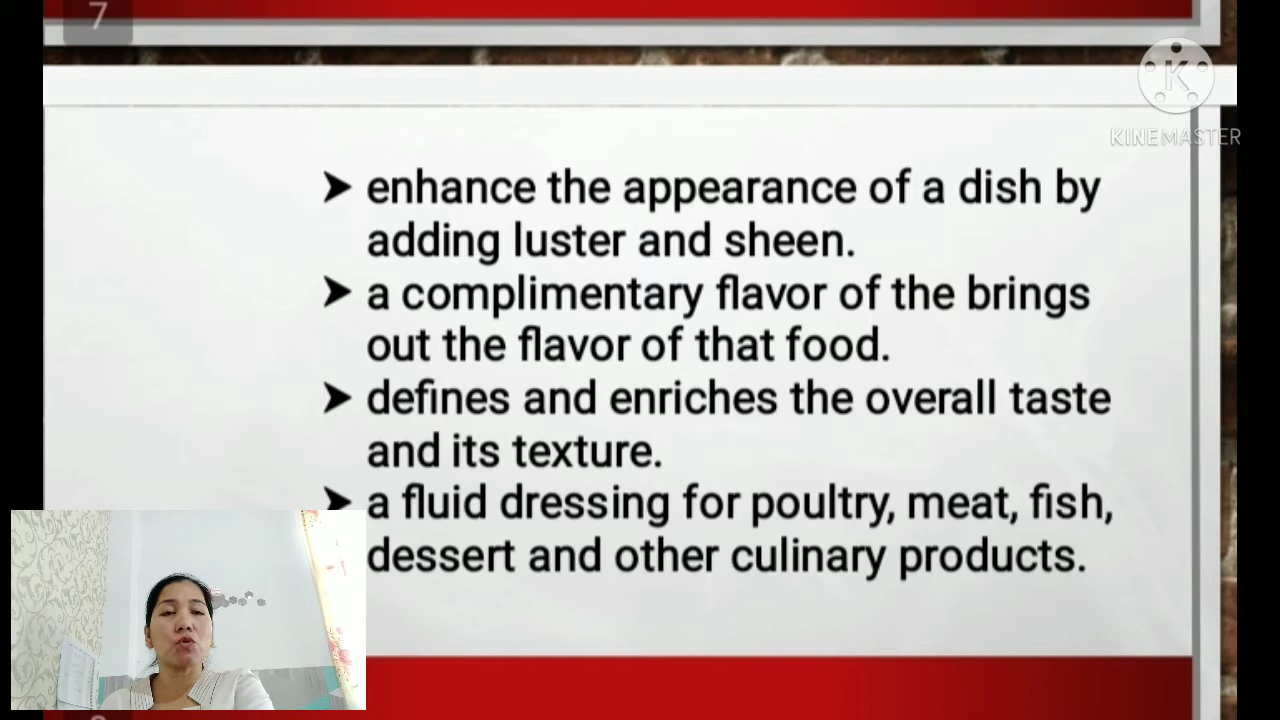 7
KINEMASTER
➤ enhance the appearance of a dish by
adding luster and sheen.
➤ a complimentary flavor of the brings
out the flavor of that food.
➤ defines and enriches the overall taste
and its texture.
➤ a fluid dressing for poultry, meat, fish,
dessert and other culinary products.